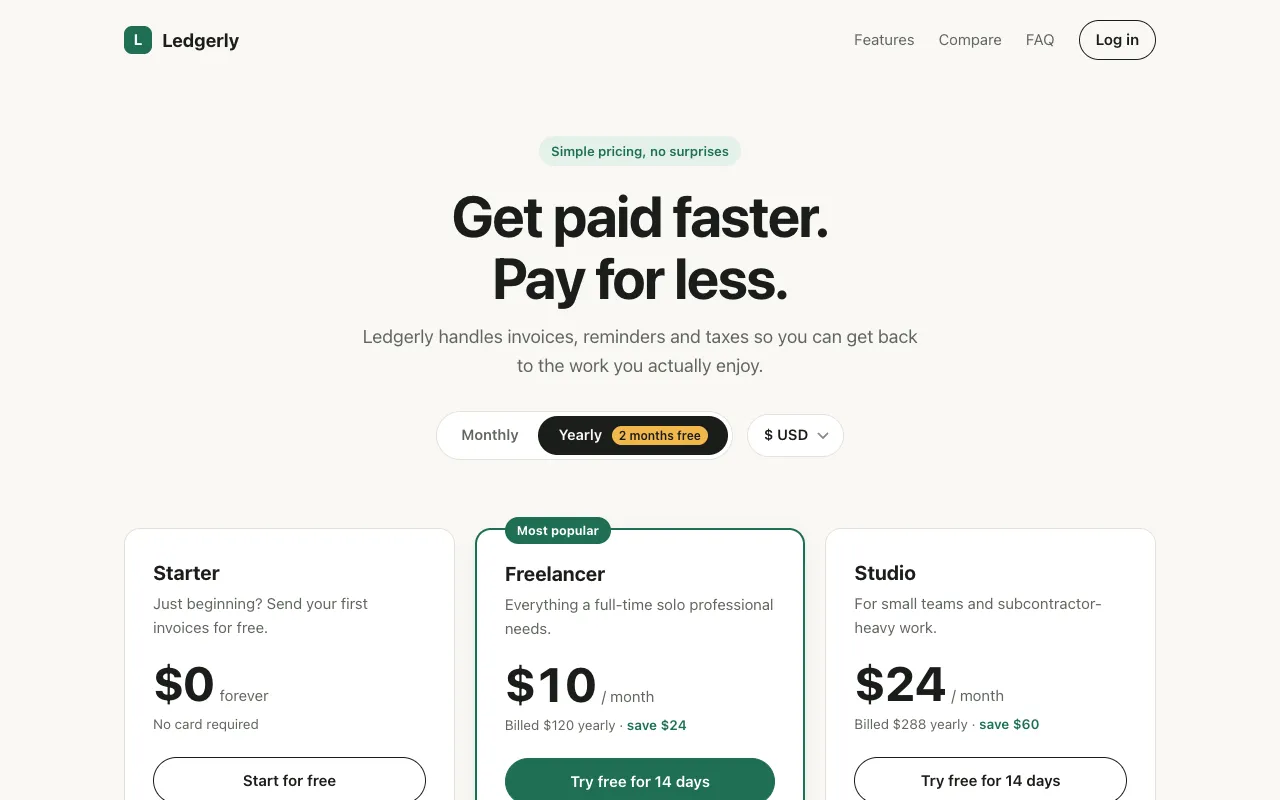 L Ledgerly
Features Compare FAQ Log in
Simple pricing, no surprises
Get paid faster.
Pay for less.
Ledgerly handles invoices, reminders and taxes so you can get back
to the work you actually enjoy.
Monthly Yearly 2 months free $ USD
Most popular
Starter
Just beginning? Send your first
invoices for free.
$0 forever
No card required
Start for free
Freelancer
Everything a full-time solo professional
needs.
$10 / month
Billed $120 yearly · save $24
Try free for 14 days
Studio
For small teams and subcontractor-
heavy work.
$24 / month
Billed $288 yearly · save $60
Try free for 14 days